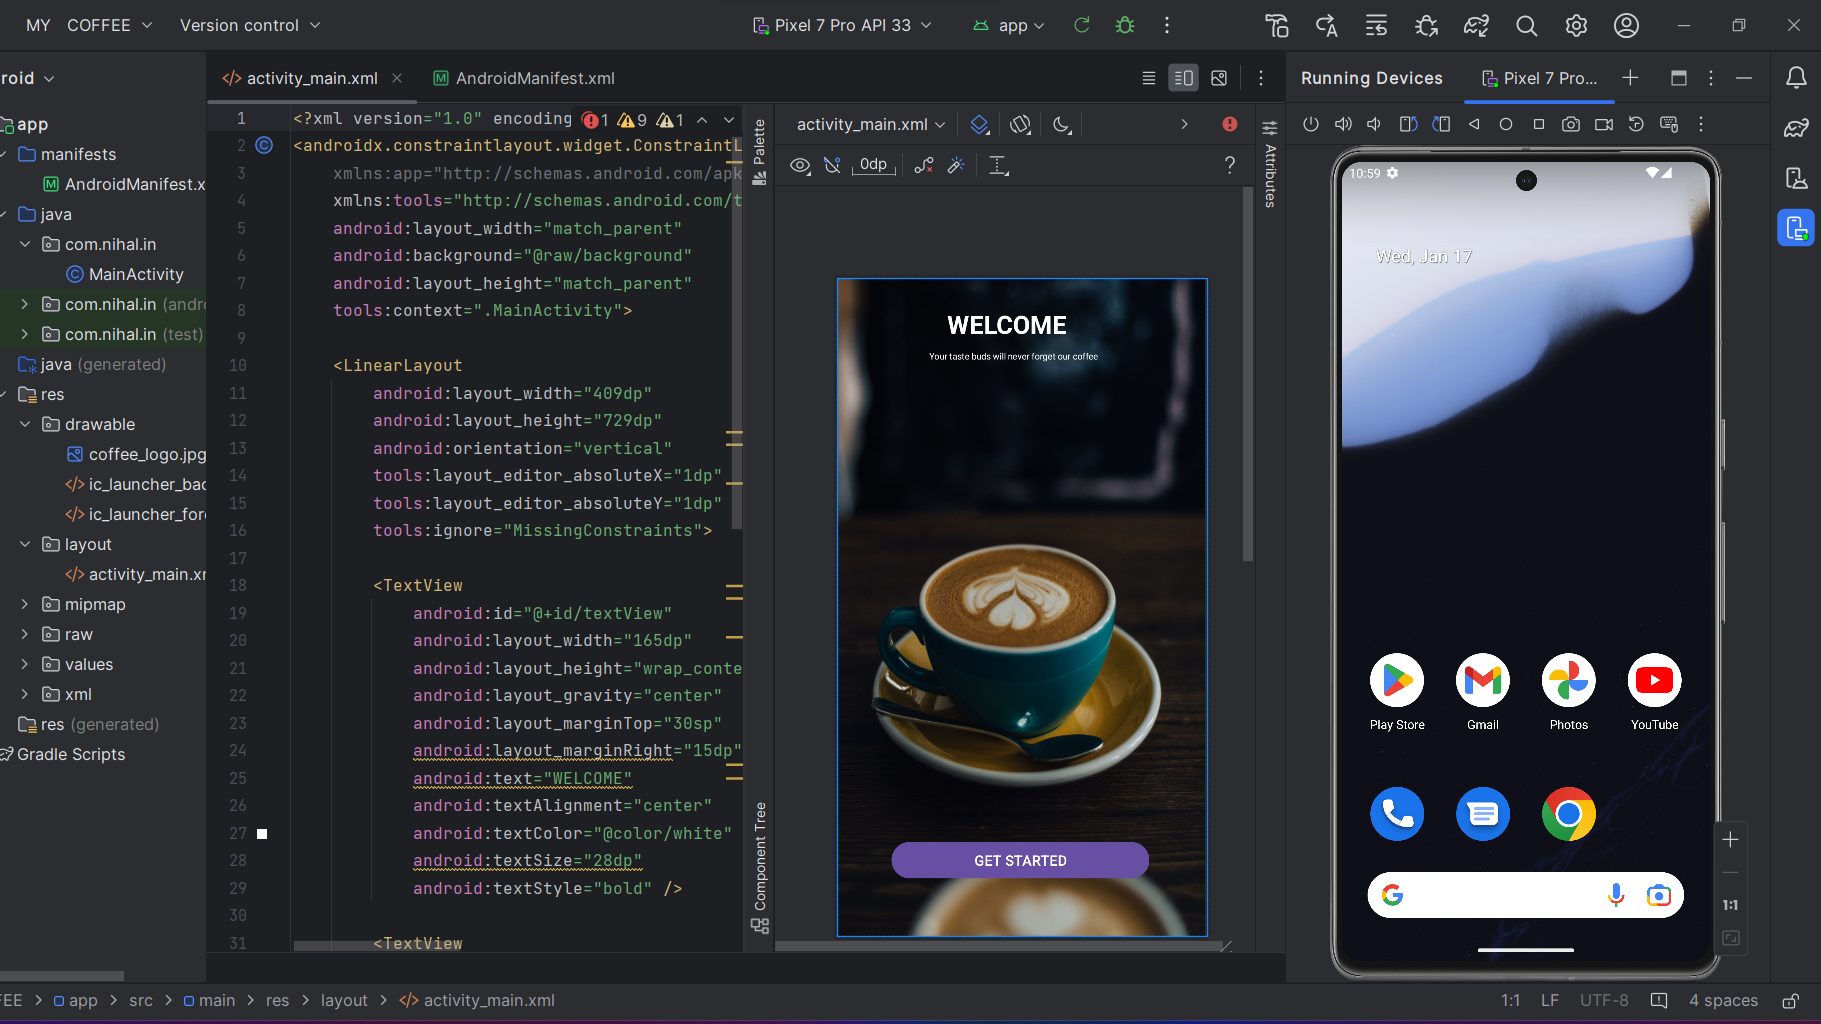 MY COFFEE Version control Pixel 7 Pro API 33 app
roid
app
manifests
AndroidManifest.x
java
com.nihal.in
MainActivity
com.nihal.in (andro
com.nihal.in (test)
java (generated)
res
drawable
coffee_logo.jpg
ic_launcher_bac
ic_launcher_fore
layout
activity_main.xr
mipmap
raw
values
xml
res (generated)
Gradle Scripts
activity_main.xml AndroidManifest.xml
1 <?xml version="1.0" encoding 1 9 1
2 <androidx.constraintlayout.widget.ConstraintL
3 xmlns:app="http://schemas.android.com/apk
4 xmlns:tools="http://schemas.android.com/t
5 android:layout_width="match_parent"
6 android:background="@raw/background"
7 android:layout_height="match_parent"
8 tools:context=".MainActivity">
9
10 <LinearLayout
11 android:layout_width="409dp"
12 android:layout_height="729dp"
13 android:orientation="vertical"
14 tools:layout_editor_absoluteX="1dp"
15 tools:layout_editor_absoluteY="1dp"
16 tools:ignore="MissingConstraints">
17
18 <TextView
19 android:id="@+id/textView"
20 android:layout_width="165dp"
21 android:layout_height="wrap_conte
22 android:layout_gravity="center"
23 android:layout_marginTop="30sp"
24 android:layout_marginRight="15dp"
25 android:text="WELCOME"
26 android:textAlignment="center"
27 android:textColor="@color/white"
28 android:textSize="28dp"
29 android:textStyle="bold" />
30
31 <TextView
Palette
Component Tree
activity_main.xml
0dp ?
Attributes
WELCOME
Your taste buds will never forget our coffee
GET STARTED
Running Devices Pixel 7 Pro...
10:59
Wed, Jan 17
Play Store Gmail Photos YouTube
1:1
FEE > app > src > main > res > layout > activity_main.xml
1:1 LF UTF-8 4 spaces